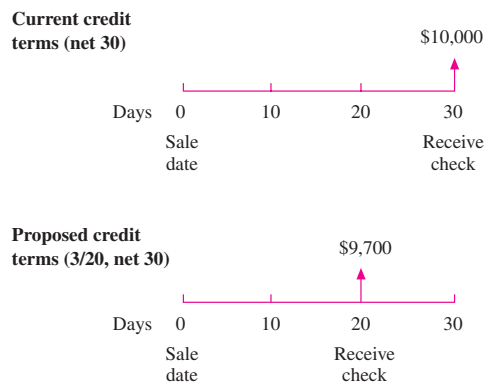 Current credit
terms (net 30)
$10,000
Days 0 10 20 30
Sale Receive
date check
Proposed credit
terms (3/20, net 30)
$9,700
Days 0 10 20 30
Sale Receive
date check